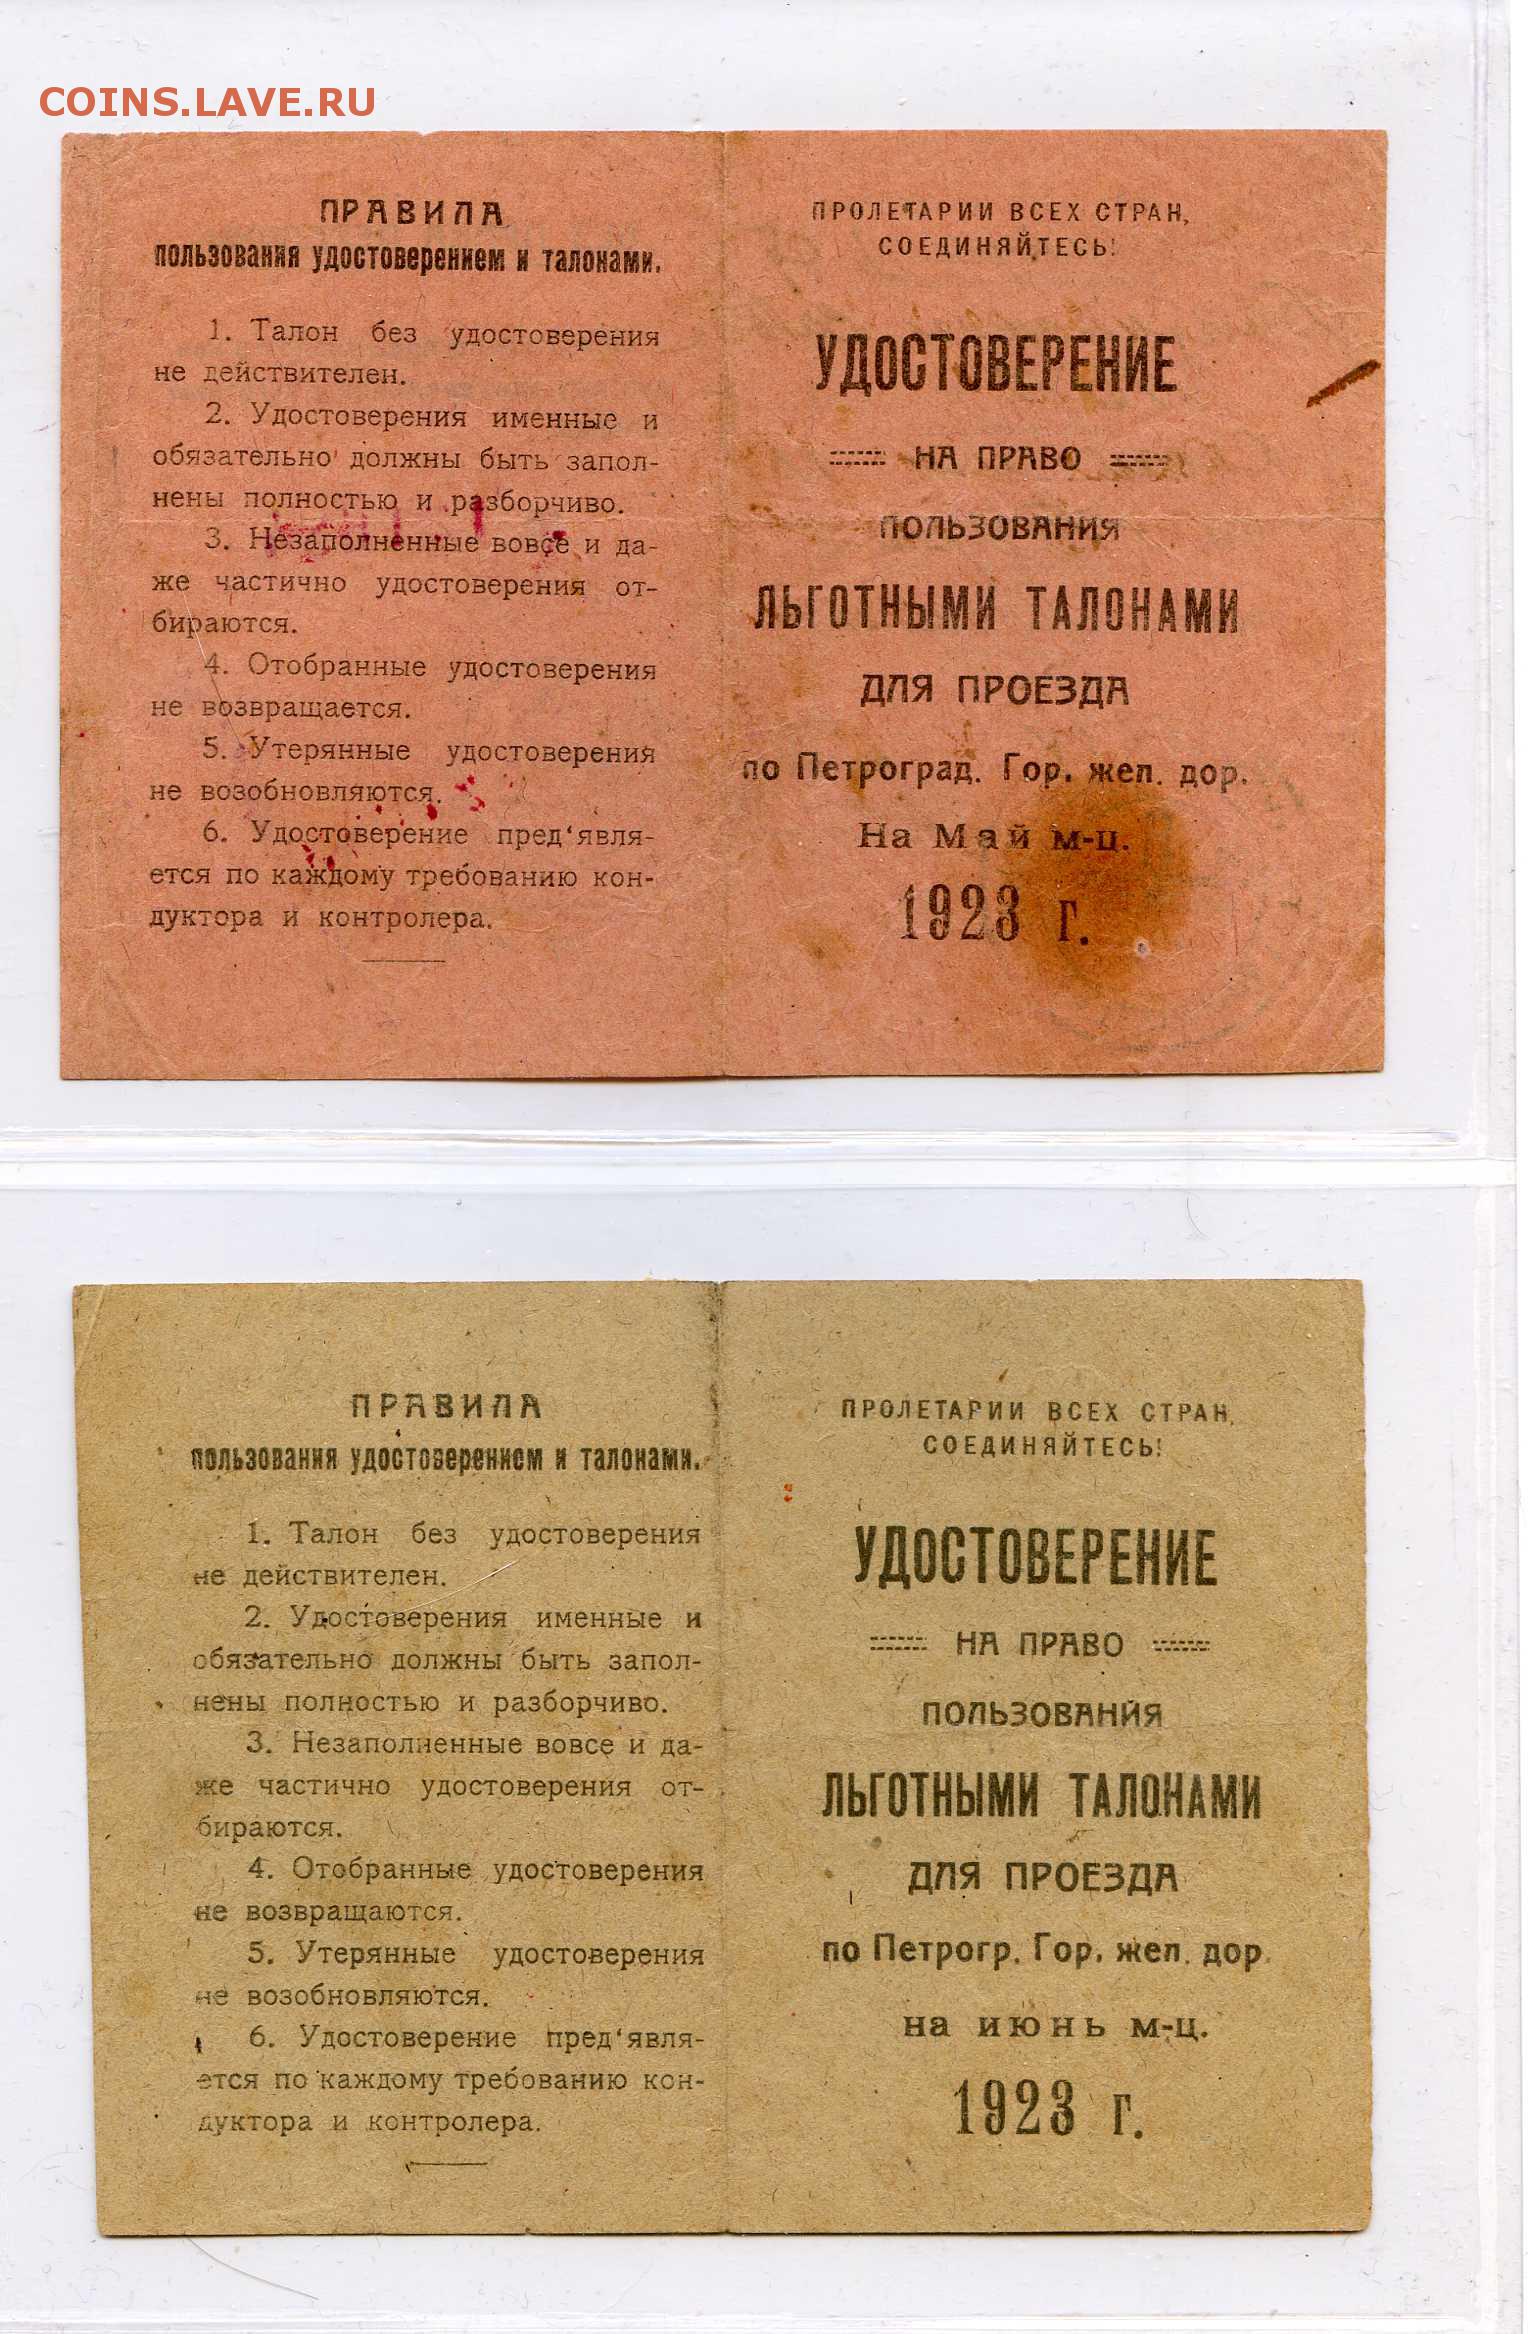 COINS.LAVE.RU
ПРАВИЛА
пользования удостоверением и талонами.
1. Талон без удостоверения
не действителен.
2. Удостоверения именные и
обязательно должны быть запол-
нены полностью и разборчиво.
3. Незаполненные вовсе и да-
же частично удостоверения от-
бираются.
4. Отобранные удостоверения
не возвращается.
5. Утерянные удостоверения
не возобновляются.
6. Удостоверение пред‘явля-
ется по каждому требованию кон-
дуктора и контролера.
ПРОЛЕТАРИИ ВСЕХ СТРАН,
СОЕДИНЯЙТЕСЬ!
УДОСТОВЕРЕНИЕ
НА ПРАВО
ПОЛЬЗОВАНИЯ
ЛЬГОТНЫМИ ТАЛОНАМИ
ДЛЯ ПРОЕЗДА
по Петроград. Гор. жел. дор.
На Май м-ц.
1923 г.
ПРАВИЛА
пользования удостоверением и талонами.
1. Талон без удостоверения
не действителен.
2. Удостоверения именные и
обязательно должны быть запол-
нены полностью и разборчиво.
3. Незаполненные вовсе и да-
же частично удостоверения от-
бираются.
4. Отобранные удостоверения
не возвращаются.
5. Утерянные удостоверения
не возобновляются.
6. Удостоверение пред‘явля-
ется по каждому требованию кон-
дуктора и контролера.
ПРОЛЕТАРИИ ВСЕХ СТРАН,
СОЕДИНЯЙТЕСЬ!
УДОСТОВЕРЕНИЕ
НА ПРАВО
ПОЛЬЗОВАНИЯ
ЛЬГОТНЫМИ ТАЛОНАМИ
ДЛЯ ПРОЕЗДА
по Петрогр. Гор. жел. дор.
на июнь м-ц.
1923 г.